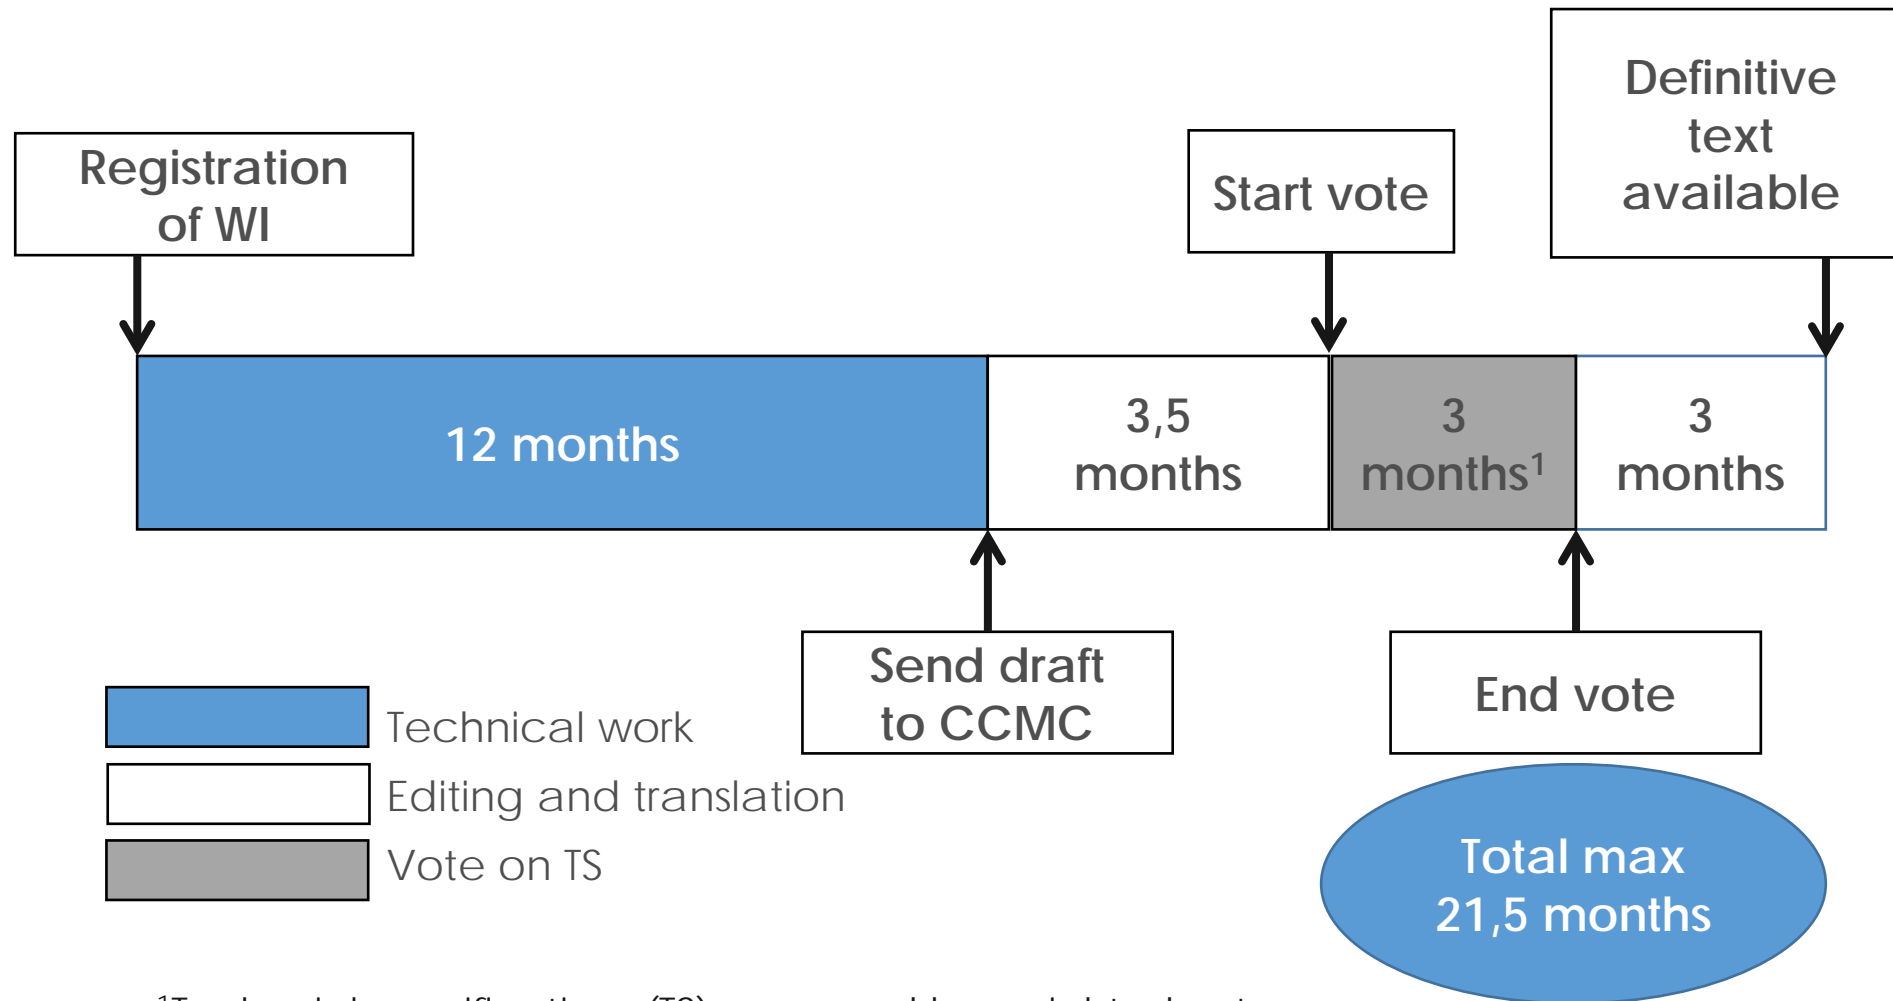 Definitive
text
available
Registration
of WI
Start vote
12 months
3,5
months
3
months¹
3
months
Send draft
to CCMC
End vote
Technical work
Editing and translation
Vote on TS
Total max
21,5 months
(TS)